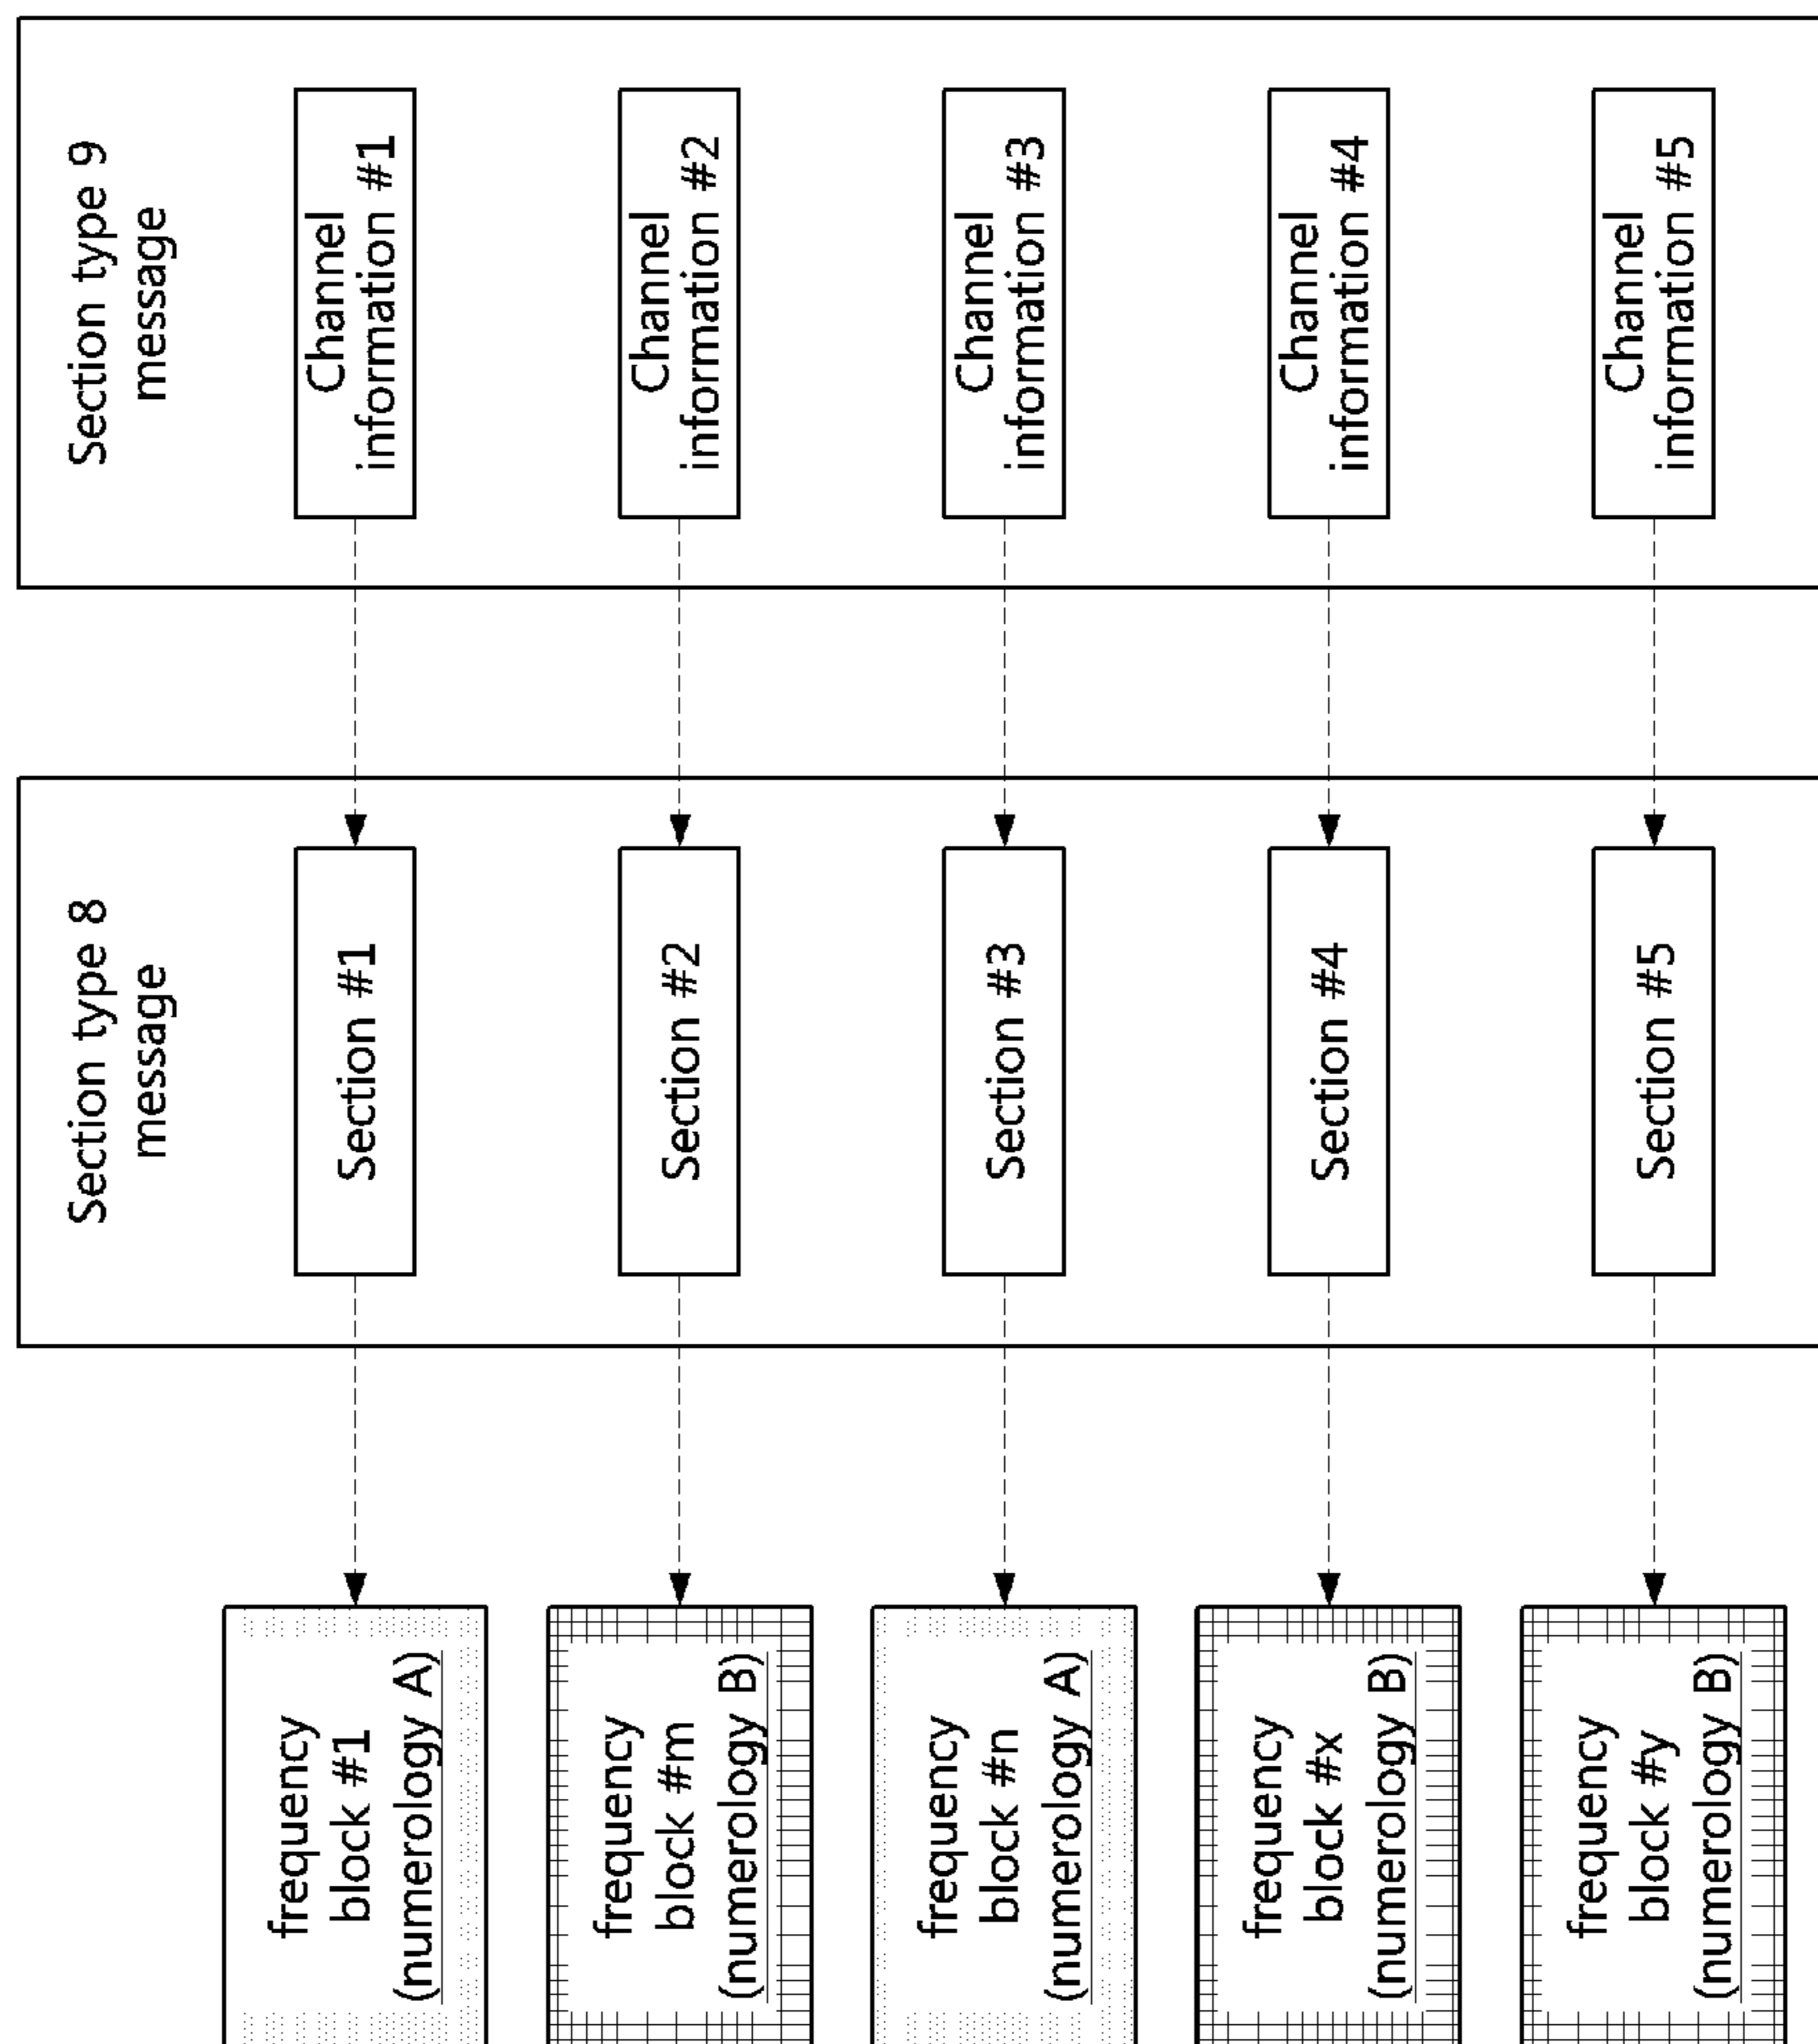 Section type 8
message
Section type 9
message
frequency
block #1
(numerology A)
Section #1
Channel
information #1
frequency
block #m
(numerology B)
Section #2
Channel
information #2
frequency
block #n
(numerology A)
Section #3
Channel
information #3
frequency
block #x
(numerology B)
Section #4
Channel
information #4
frequency
block #y
(numerology B)
Section #5
Channel
information #5